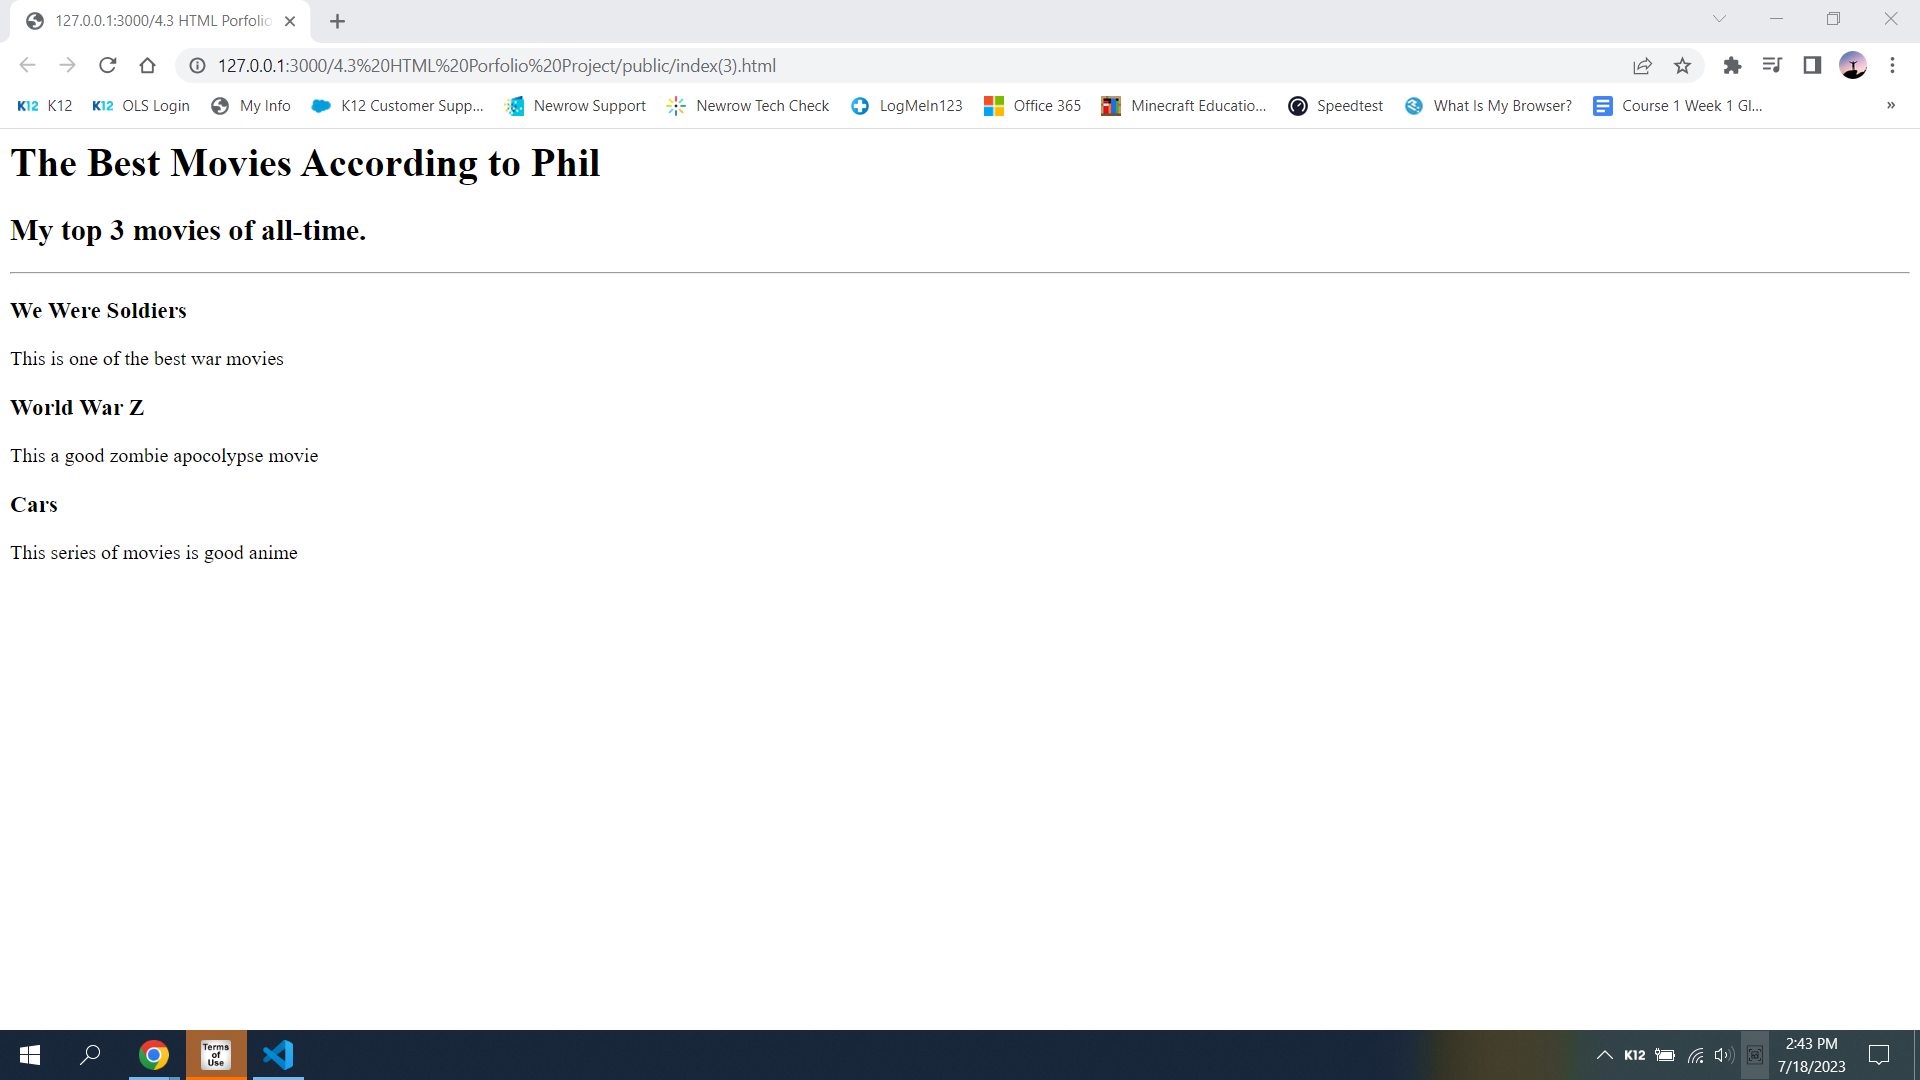 127.0.0.1:3000/4.3 HTML Porfolio
127.0.0.1:3000/4.3%20HTML%20Porfolio%20Project/public/index(3).html
K12 K12 K12 OLS Login My Info K12 Customer Supp... Newrow Support Newrow Tech Check LogMeIn123 Office 365 Minecraft Educatio... Speedtest What Is My Browser? Course 1 Week 1 Gl... »
The Best Movies According to Phil
My top 3 movies of all-time.
We Were Soldiers
This is one of the best war movies
World War Z
This a good zombie apocolypse movie
Cars
This series of movies is good anime
Terms
of
Use
K12
2:43 PM
7/18/2023